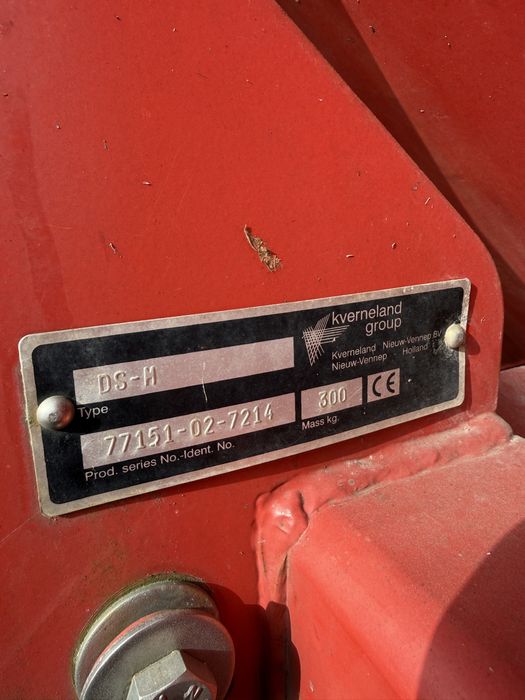 kverneland
group
Kverneland Nieuw-Vennep BV
Nieuw-Vennep Holland
DS-M
Type
77151-02-7214
Prod. series No.-Ident. No.
300
Mass kg.
CE